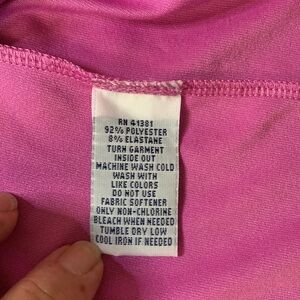 RN 41381
92% POLYESTER
8% ELASTANE
TURN GARMENT
INSIDE OUT
MACHINE WASH COLD
WASH WITH
LIKE COLORS
DO NOT USE
FABRIC SOFTENER
ONLY NON-CHLORINE
BLEACH WHEN NEEDED
TUMBLE DRY LOW
COOL IRON IF NEEDED